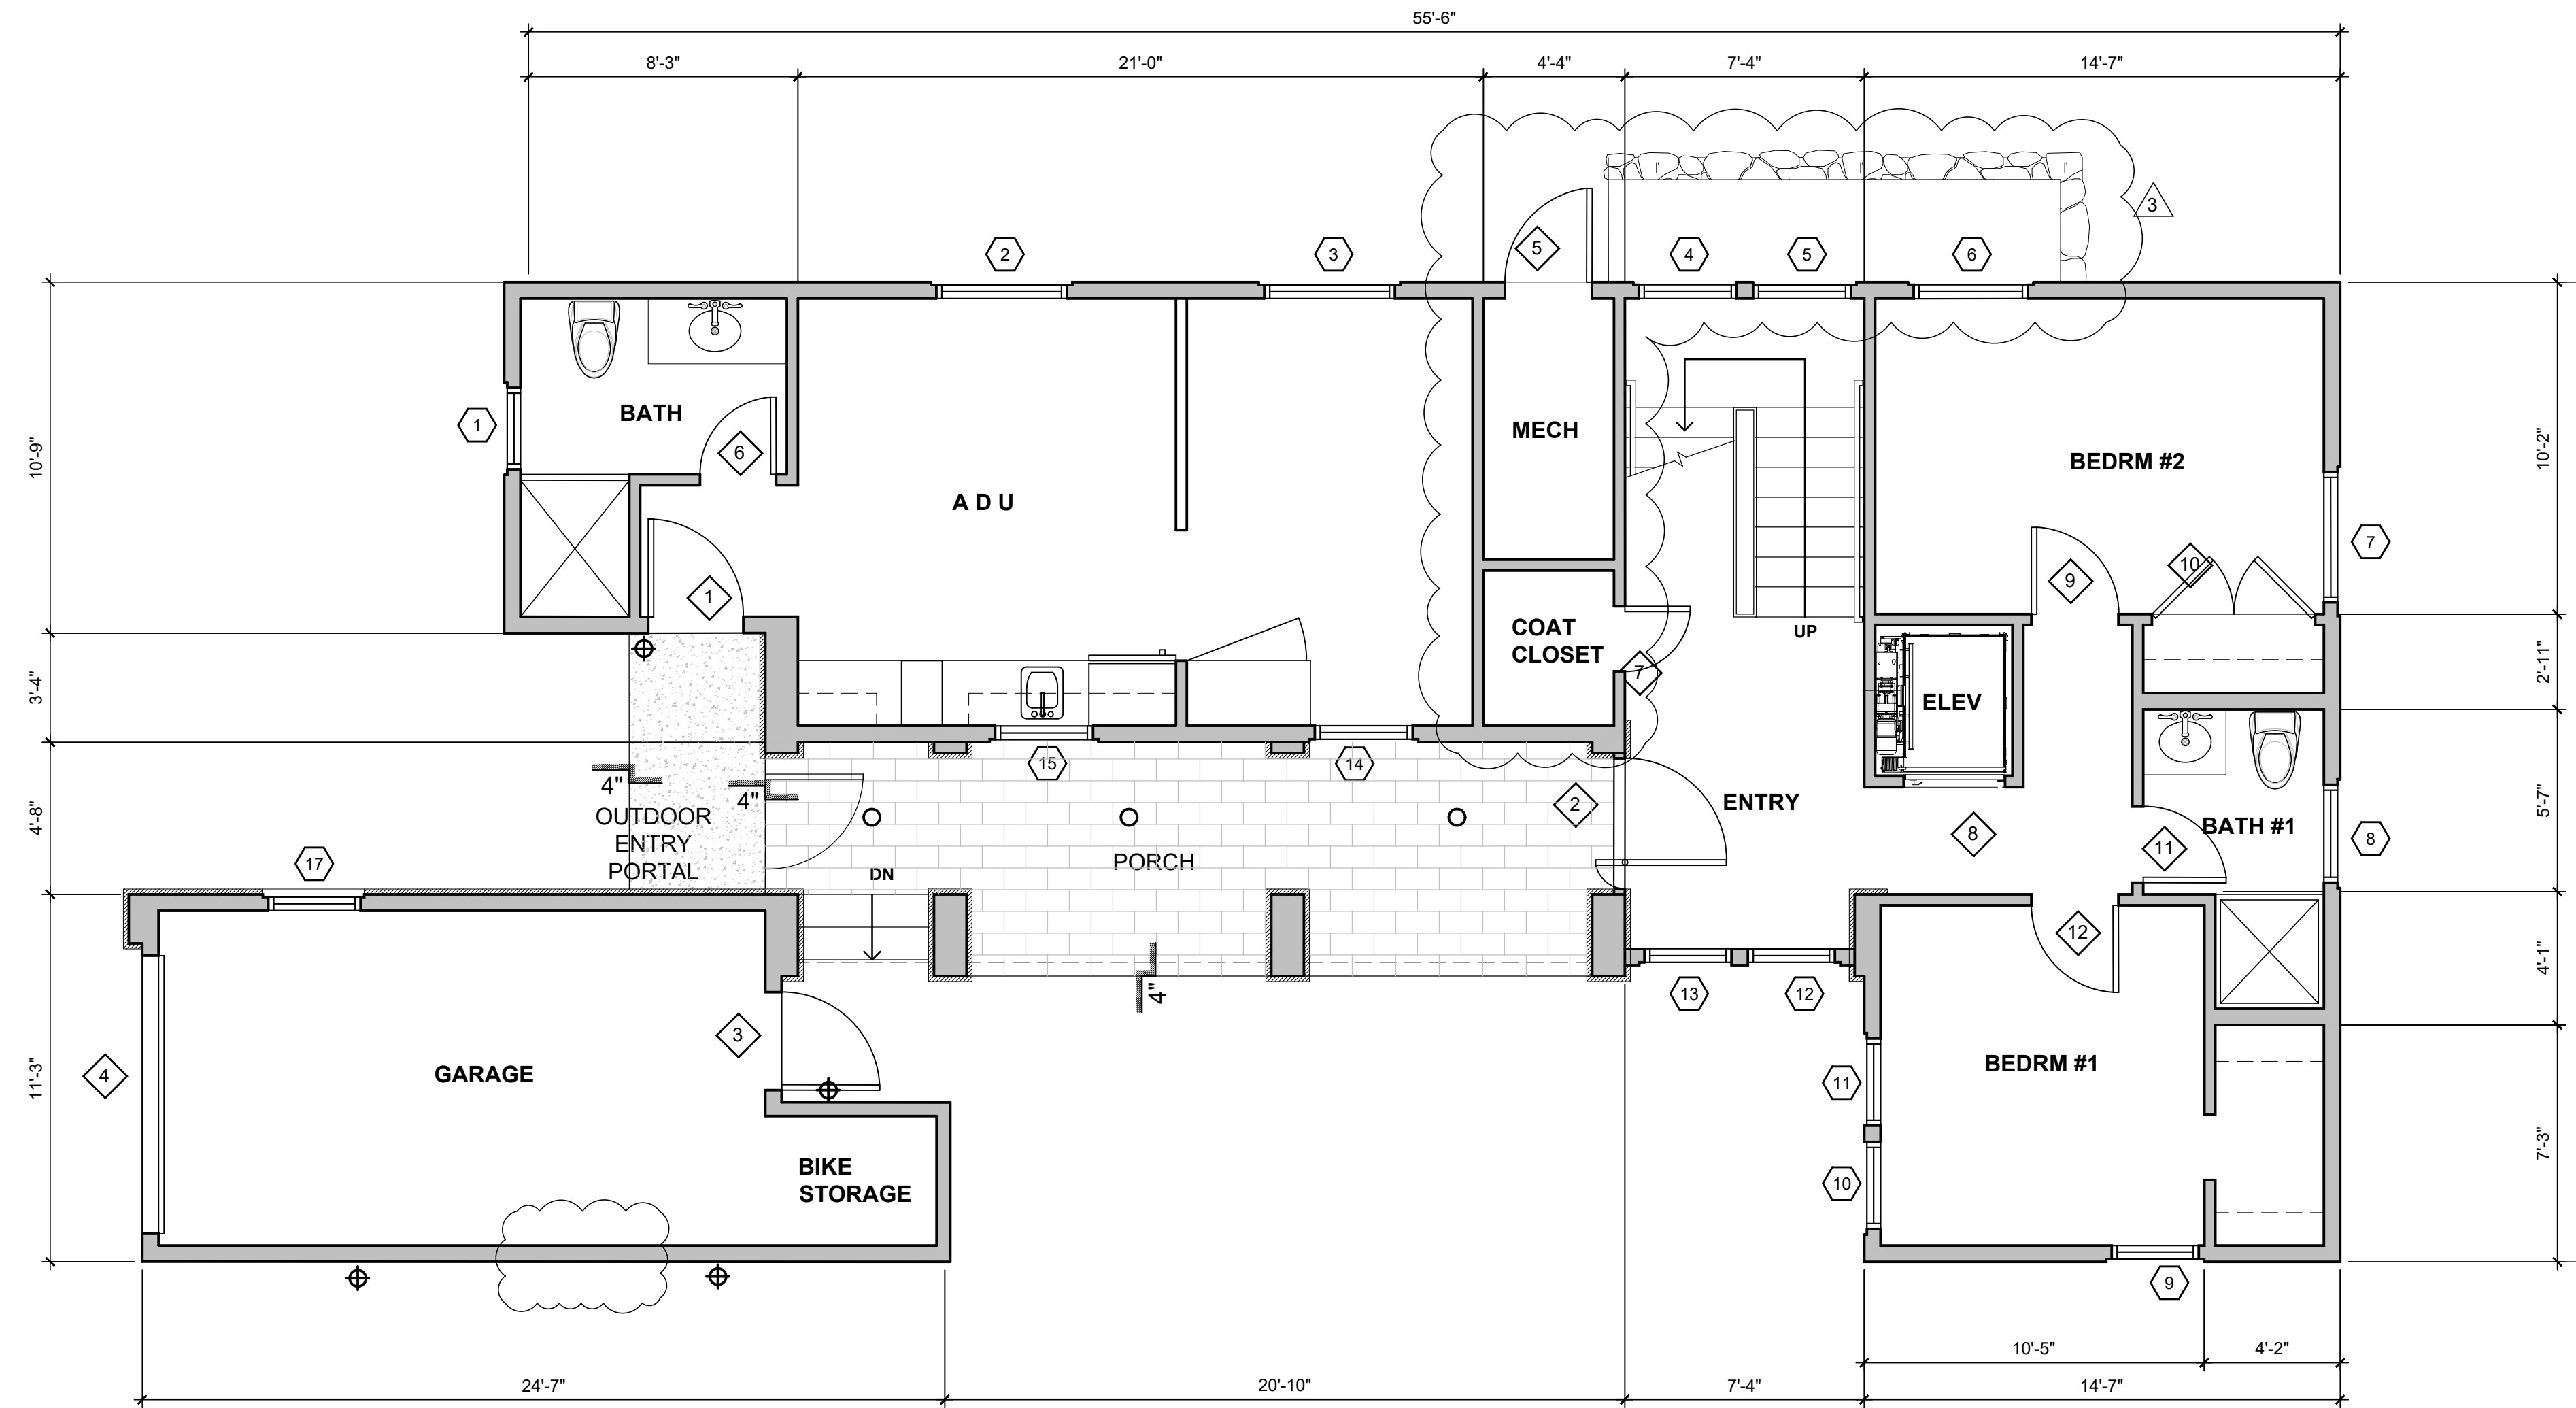 55'-6"
8'-3"
21'-0"
4'-4"
7'-4"
14'-7"
3
2
3
5
4
5
6
1
BATH
6
MECH
BEDRM #2
10'-9"
10'-2"
A D U
7
10
9
1
COAT
CLOSET
UP
7
3'-4"
2'-11"
ELEV
15
14
4"
4"
2
ENTRY
OUTDOOR
ENTRY
PORTAL
4'-8"
5'-7"
8
BATH #1
8
11
17
PORCH
DN
12
4'-1"
4"
13
12
3
GARAGE
4
11'-3"
BEDRM #1
11
7'-3"
BIKE
STORAGE
10
9
10'-5"
4'-2"
24'-7"
20'-10"
7'-4"
14'-7"